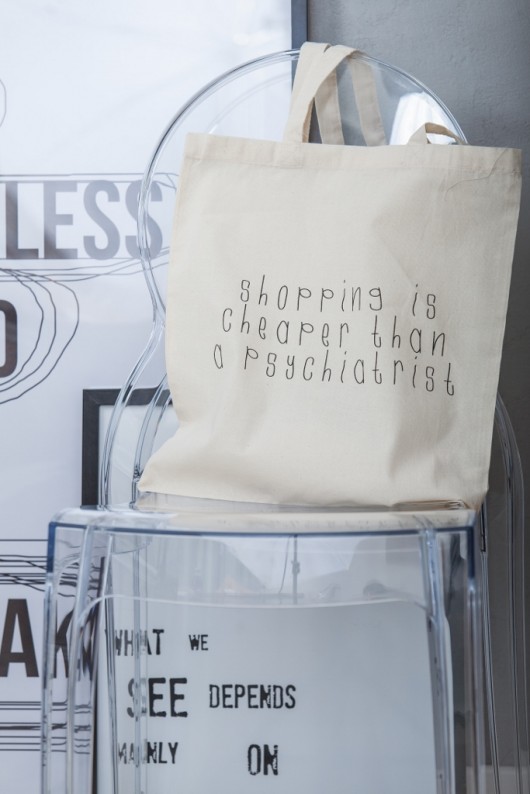 shopping is
cheaper than
a psychiatrist
LESS
WHAT WE
SEE DEPENDS
MAINLY ON